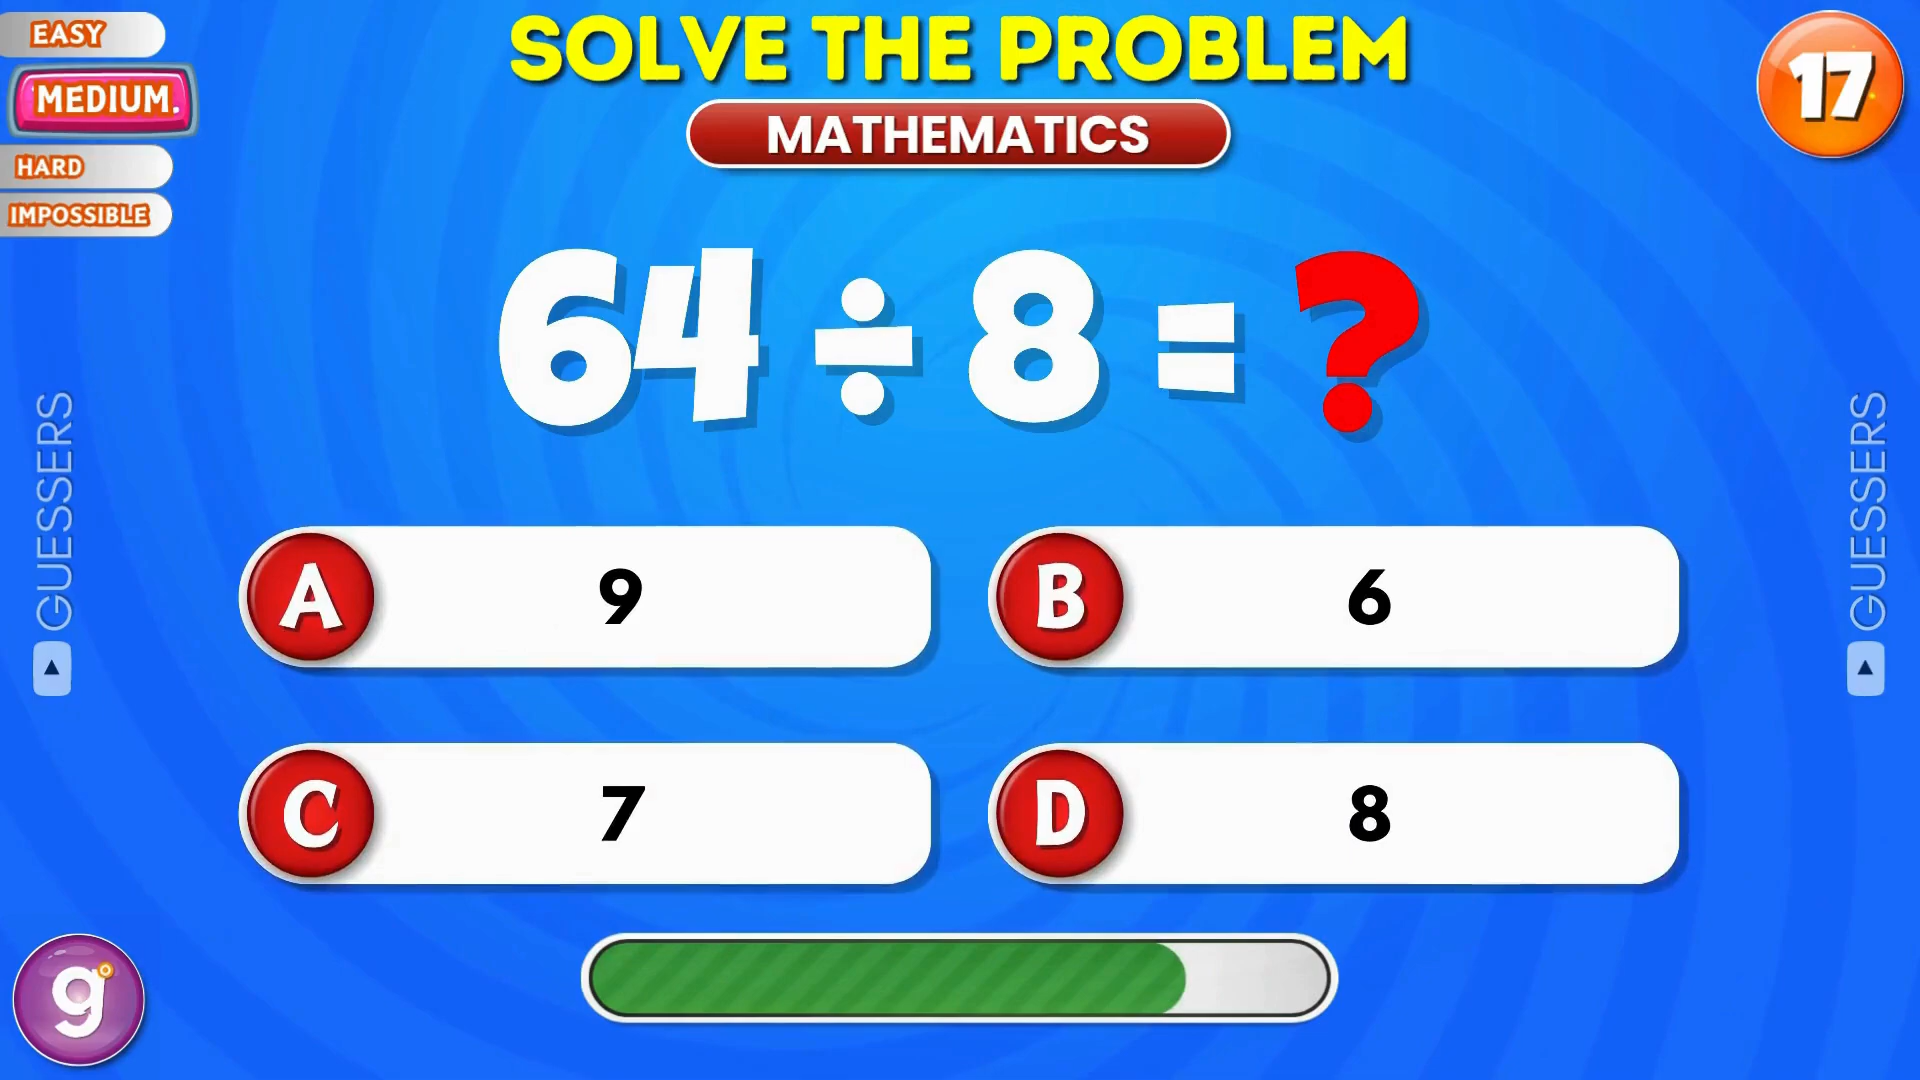 EASY
MEDIUM.
HARD
IMPOSSIBLE
SOLVE THE PROBLEM
MATHEMATICS
17
64 ÷ 8 = ?
A 9
B 6
C 7
D 8
GUESSERS
GUESSERS
g